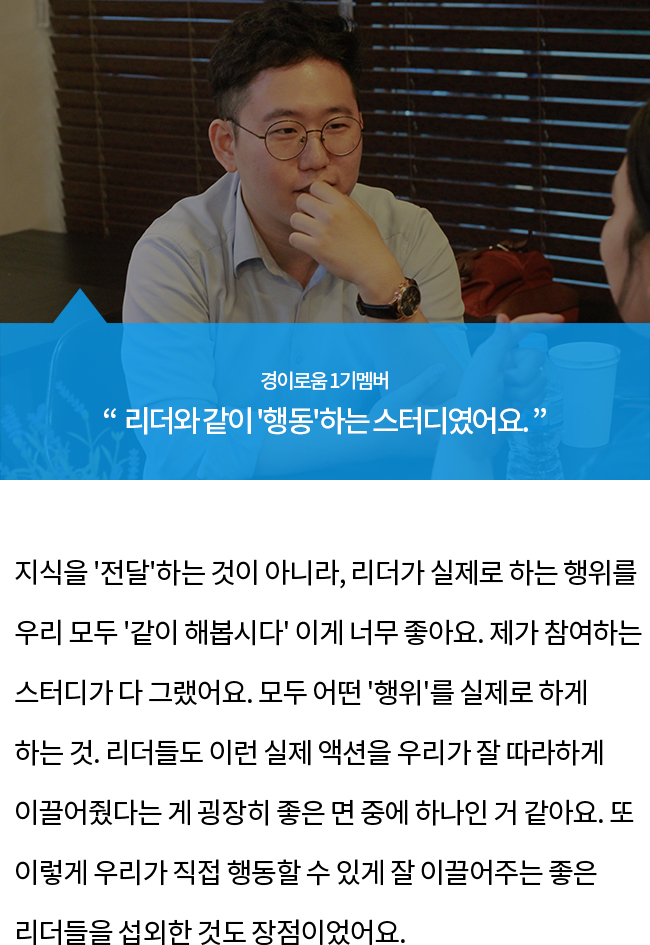 경이로움 1기멤버
“ 리더와 같이 '행동'하는 스터디였어요. ”
지식을 '전달'하는 것이 아니라, 리더가 실제로 하는 행위를
우리 모두 '같이 해봅시다' 이게 너무 좋아요. 제가 참여하는
스터디가 다 그랬어요. 모두 어떤 '행위'를 실제로 하게
하는 것. 리더들도 이런 실제 액션을 우리가 잘 따라하게
이끌어줬다는 게 굉장히 좋은 면 중에 하나인 거 같아요. 또
이렇게 우리가 직접 행동할 수 있게 잘 이끌어주는 좋은
리더들을 섭외한 것도 장점이었어요.